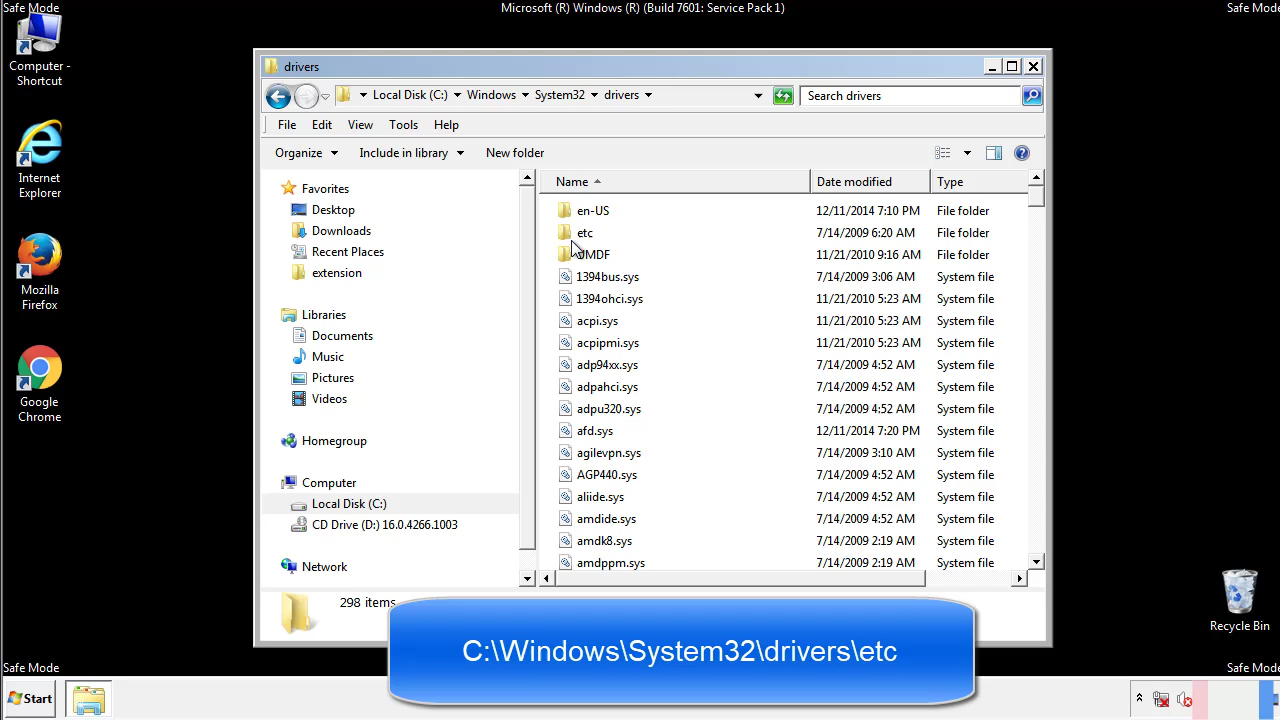 Safe Mode
Microsoft (R) Windows (R) (Build 7601: Service Pack 1)
Safe Mode
Computer -
Shortcut
Internet
Explorer
Mozilla
Firefox
Google
Chrome
drivers
Local Disk (C:) Windows System32 drivers
Search drivers
File Edit View Tools Help
Organize Include in library New folder
Favorites
Desktop
Downloads
Recent Places
extension
Libraries
Documents
Music
Pictures
Videos
Homegroup
Computer
Local Disk (C:)
CD Drive (D:) 16.0.4266.1003
Network
Name Date modified Type
en-US 12/11/2014 7:10 PM File folder
etc 7/14/2009 6:20 AM File folder
UMDF 11/21/2010 9:16 AM File folder
1394bus.sys 7/14/2009 3:06 AM System file
1394ohci.sys 11/21/2010 5:23 AM System file
acpi.sys 11/21/2010 5:23 AM System file
acpipmi.sys 11/21/2010 5:23 AM System file
adp94xx.sys 7/14/2009 4:52 AM System file
adpahci.sys 7/14/2009 4:52 AM System file
adpu320.sys 7/14/2009 4:52 AM System file
afd.sys 12/11/2014 7:20 PM System file
agilevpn.sys 7/14/2009 3:10 AM System file
AGP440.sys 7/14/2009 4:52 AM System file
aliide.sys 7/14/2009 4:52 AM System file
amdide.sys 7/14/2009 4:52 AM System file
amdk8.sys 7/14/2009 2:19 AM System file
amdppm.sys 7/14/2009 2:19 AM System file
298 items
C:\Windows\System32\drivers\etc
Recycle Bin
Safe Mode
Safe Mode
Start